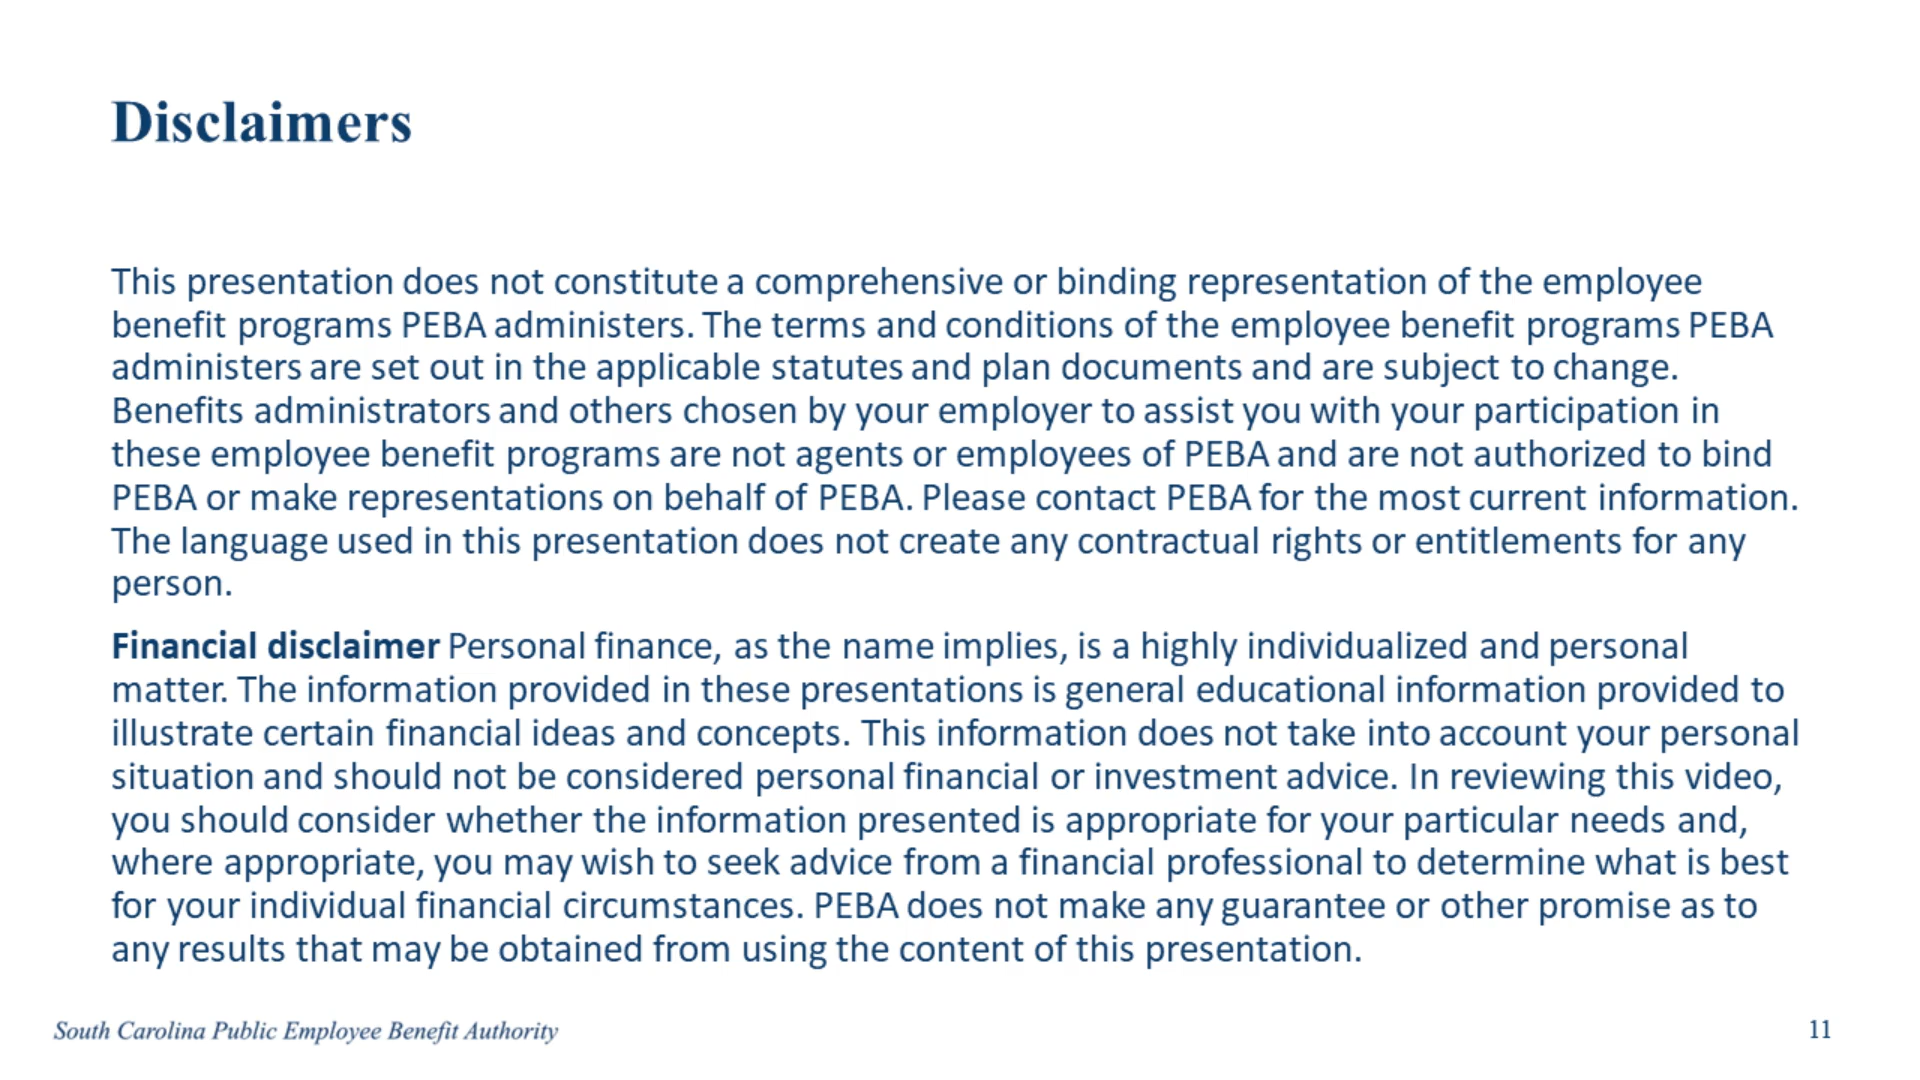 Disclaimers
This presentation does not constitute a comprehensive or binding representation of the employee
benefit programs PEBA administers. The terms and conditions of the employee benefit programs PEBA
administers are set out in the applicable statutes and plan documents and are subject to change.
Benefits administrators and others chosen by your employer to assist you with your participation in
these employee benefit programs are not agents or employees of PEBA and are not authorized to bind
PEBA or make representations on behalf of PEBA. Please contact PEBA for the most current information.
The language used in this presentation does not create any contractual rights or entitlements for any
person.
Financial disclaimer Personal finance, as the name implies, is a highly individualized and personal
matter. The information provided in these presentations is general educational information provided to
illustrate certain financial ideas and concepts. This information does not take into account your personal
situation and should not be considered personal financial or investment advice. In reviewing this video,
you should consider whether the information presented is appropriate for your particular needs and,
where appropriate, you may wish to seek advice from a financial professional to determine what is best
for your individual financial circumstances. PEBA does not make any guarantee or other promise as to
any results that may be obtained from using the content of this presentation.
South Carolina Public Employee Benefit Authority
11